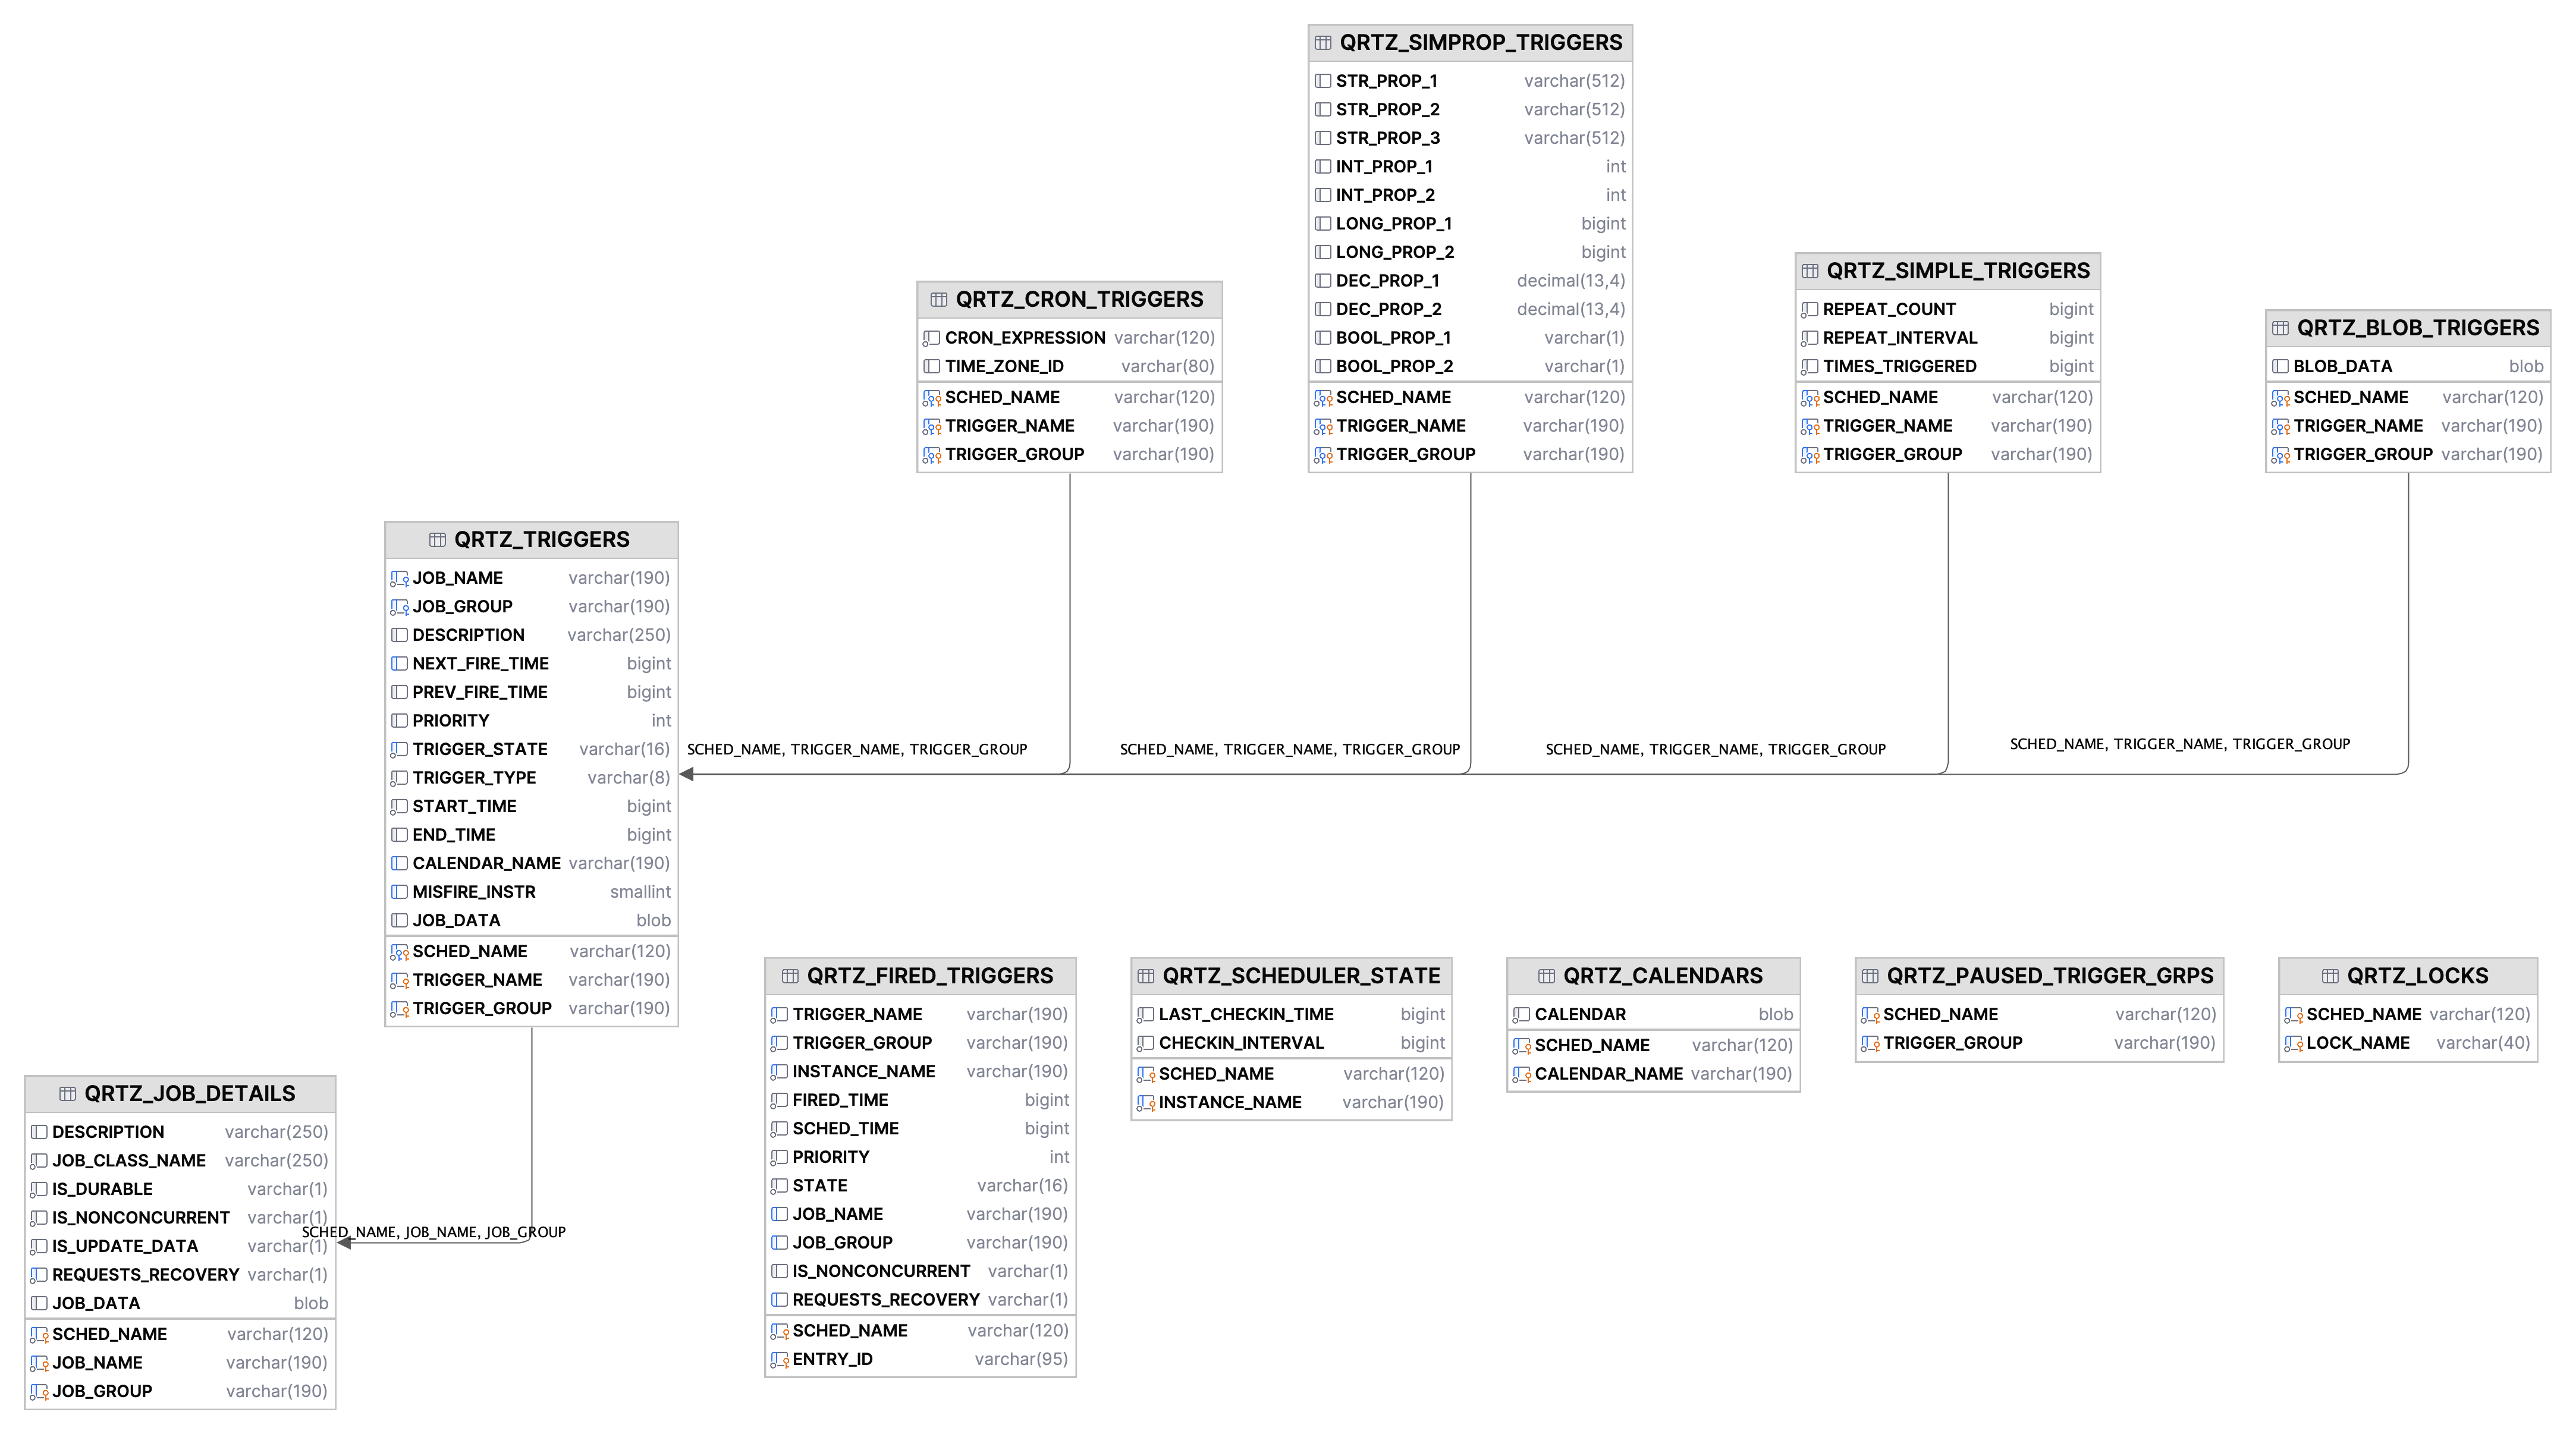 QRTZ_SIMPROP_TRIGGERS
STR_PROP_1 varchar(512)
STR_PROP_2 varchar(512)
STR_PROP_3 varchar(512)
INT_PROP_1 int
INT_PROP_2 int
LONG_PROP_1 bigint
LONG_PROP_2 bigint
DEC_PROP_1 decimal(13,4)
DEC_PROP_2 decimal(13,4)
BOOL_PROP_1 varchar(1)
BOOL_PROP_2 varchar(1)
SCHED_NAME varchar(120)
TRIGGER_NAME varchar(190)
TRIGGER_GROUP varchar(190)
QRTZ_CRON_TRIGGERS
CRON_EXPRESSION varchar(120)
TIME_ZONE_ID varchar(80)
SCHED_NAME varchar(120)
TRIGGER_NAME varchar(190)
TRIGGER_GROUP varchar(190)
QRTZ_SIMPLE_TRIGGERS
REPEAT_COUNT bigint
REPEAT_INTERVAL bigint
TIMES_TRIGGERED bigint
SCHED_NAME varchar(120)
TRIGGER_NAME varchar(190)
TRIGGER_GROUP varchar(190)
QRTZ_BLOB_TRIGGERS
BLOB_DATA blob
SCHED_NAME varchar(120)
TRIGGER_NAME varchar(190)
TRIGGER_GROUP varchar(190)
QRTZ_TRIGGERS
JOB_NAME varchar(190)
JOB_GROUP varchar(190)
DESCRIPTION varchar(250)
NEXT_FIRE_TIME bigint
PREV_FIRE_TIME bigint
PRIORITY int
TRIGGER_STATE varchar(16)
TRIGGER_TYPE varchar(8)
START_TIME bigint
END_TIME bigint
CALENDAR_NAME varchar(190)
MISFIRE_INSTR smallint
JOB_DATA blob
SCHED_NAME varchar(120)
TRIGGER_NAME varchar(190)
TRIGGER_GROUP varchar(190)
SCHED_NAME, TRIGGER_NAME, TRIGGER_GROUP
SCHED_NAME, TRIGGER_NAME, TRIGGER_GROUP
SCHED_NAME, TRIGGER_NAME, TRIGGER_GROUP
SCHED_NAME, TRIGGER_NAME, TRIGGER_GROUP
QRTZ_JOB_DETAILS
DESCRIPTION varchar(250)
JOB_CLASS_NAME varchar(250)
IS_DURABLE varchar(1)
IS_NONCONCURRENT varchar(1)
IS_UPDATE_DATA varchar(1)
REQUESTS_RECOVERY varchar(1)
JOB_DATA blob
SCHED_NAME varchar(120)
JOB_NAME varchar(190)
JOB_GROUP varchar(190)
SCHED_NAME, JOB_NAME, JOB_GROUP
QRTZ_FIRED_TRIGGERS
TRIGGER_NAME varchar(190)
TRIGGER_GROUP varchar(190)
INSTANCE_NAME varchar(190)
FIRED_TIME bigint
SCHED_TIME bigint
PRIORITY int
STATE varchar(16)
JOB_NAME varchar(190)
JOB_GROUP varchar(190)
IS_NONCONCURRENT varchar(1)
REQUESTS_RECOVERY varchar(1)
SCHED_NAME varchar(120)
ENTRY_ID varchar(95)
QRTZ_SCHEDULER_STATE
LAST_CHECKIN_TIME bigint
CHECKIN_INTERVAL bigint
SCHED_NAME varchar(120)
INSTANCE_NAME varchar(190)
QRTZ_CALENDARS
CALENDAR blob
SCHED_NAME varchar(120)
CALENDAR_NAME varchar(190)
QRTZ_PAUSED_TRIGGER_GRPS
SCHED_NAME varchar(120)
TRIGGER_GROUP varchar(190)
QRTZ_LOCKS
SCHED_NAME varchar(120)
LOCK_NAME varchar(40)